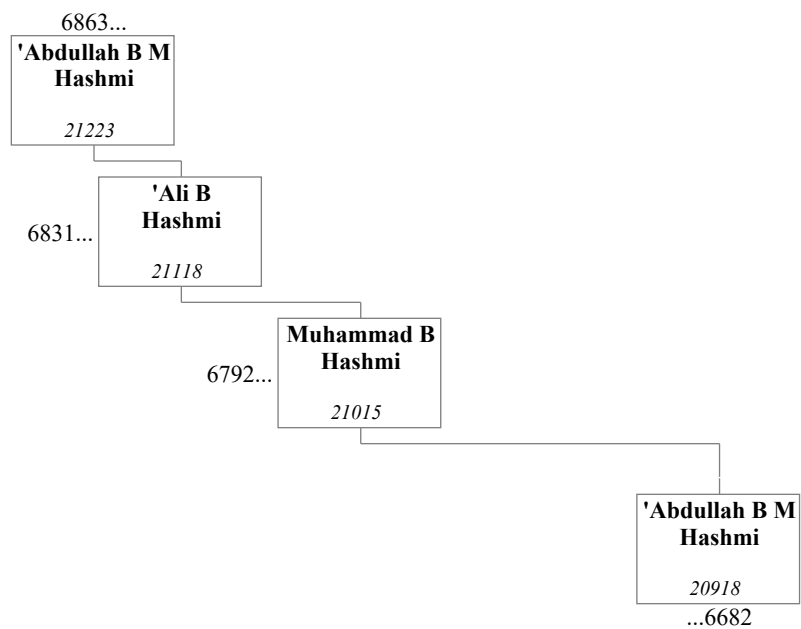 6863...
'Abdullah B M
Hashmi
21223
'Ali B
Hashmi
6831...
21118
Muhammad B
Hashmi
6792...
21015
'Abdullah B M
Hashmi
20918
...6682